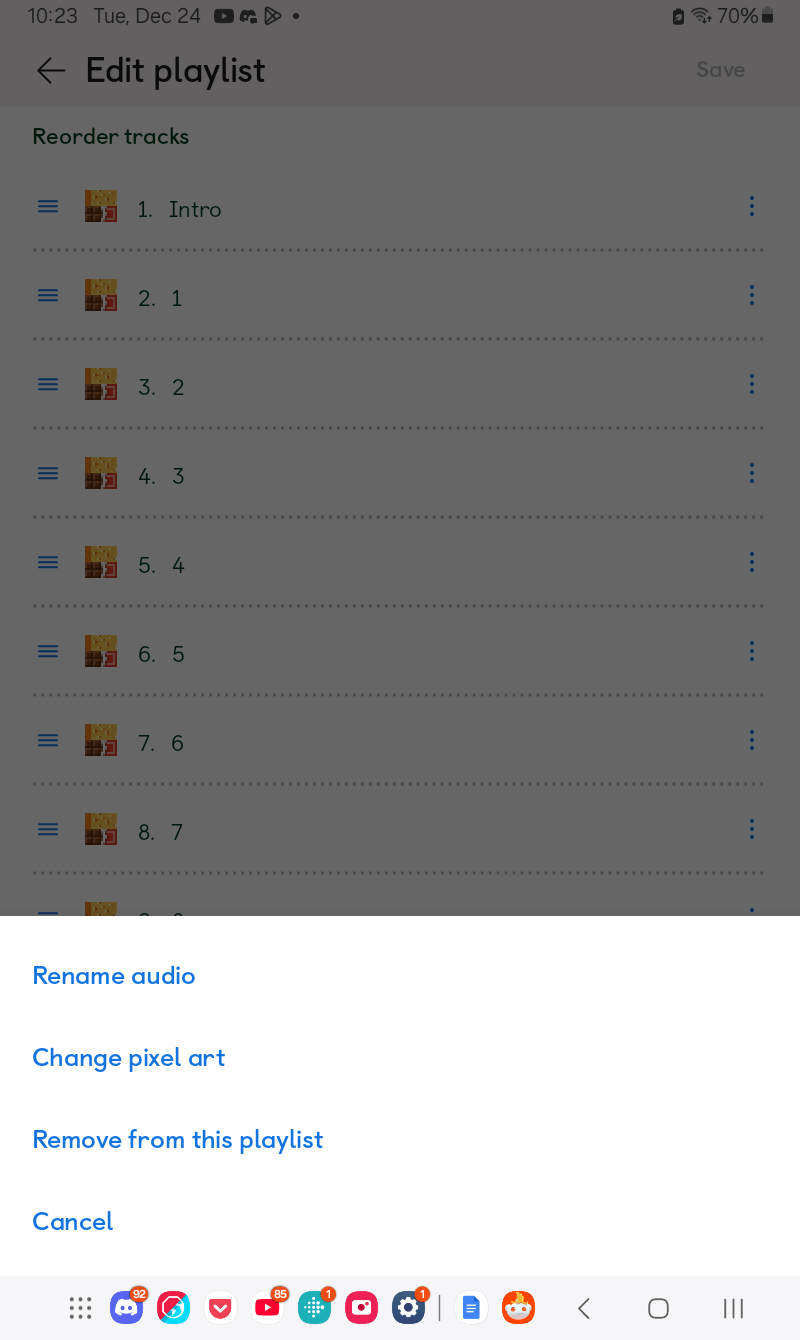 10:23 Tue, Dec 24
70%
Edit playlist
Save
Reorder tracks
1. Intro
2. 1
3. 2
4. 3
5. 4
6. 5
7. 6
8. 7
Rename audio
Change pixel art
Remove from this playlist
Cancel
92
85
1
1